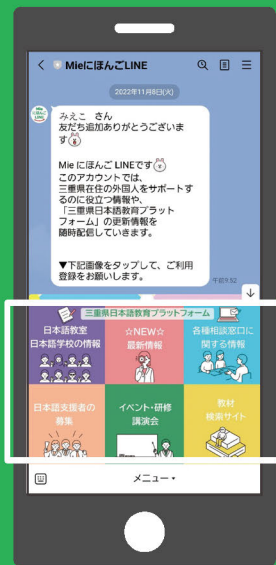 MieにほんごLINE
2022年11月8日(火)
みえこ さん
友だち追加ありがとうございま
す
Mie にほんご LINEです
このアカウントでは、
三重県在住の外国人をサポートす
るのに役立つ情報や、
「三重県日本語教育プラット
フォーム」の更新情報を
随時配信していきます。
▼下記画像をタップして、ご利用
登録をお願いします。
午前9:52
三重県日本語教育プラットフォーム
日本語教室
日本語学校の情報
☆NEW☆
最新情報
各種相談窓口に
関する情報
日本語支援者の
募集
イベント・研修
講演会
教材
検索サイト
メニュー